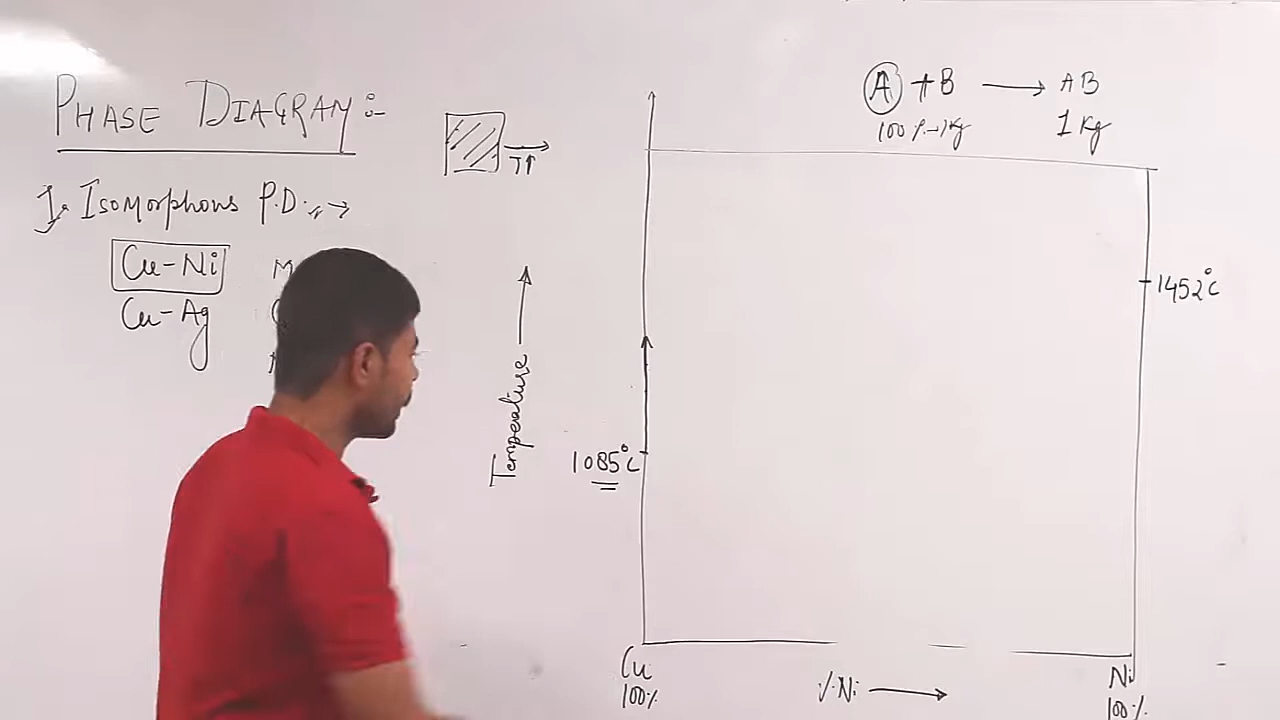 PHASE DIAGRAM:-
I. Isomorphous P.D. :→
Cu-Ni M
Cu-Ag
T↑
Temperature →
1085°C
1452°C
A + B → AB
100% → 1Kg 1 Kg
Cu
100%
% Ni →
Ni
100%